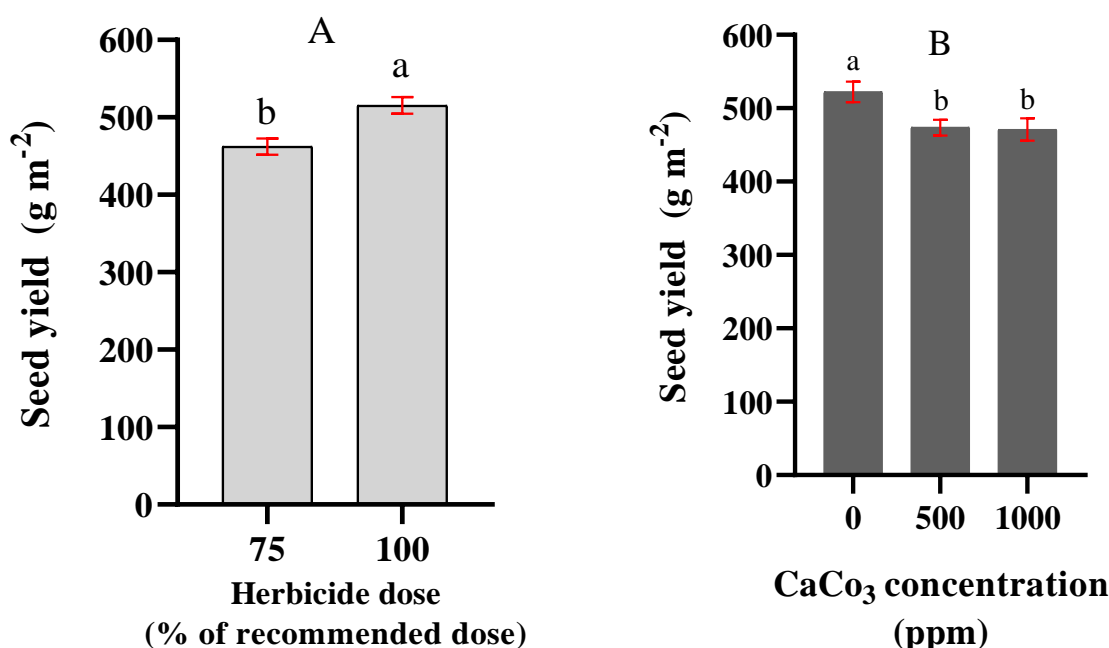 A
600
500
400
300
200
100
0
Seed yield (g m⁻²)
b
a
75 100
Herbicide dose
(% of recommended dose)
B
600
500
400
300
200
100
0
Seed yield (g m⁻²)
a
b
b
0 500 1000
CaCo₃ concentration
(ppm)